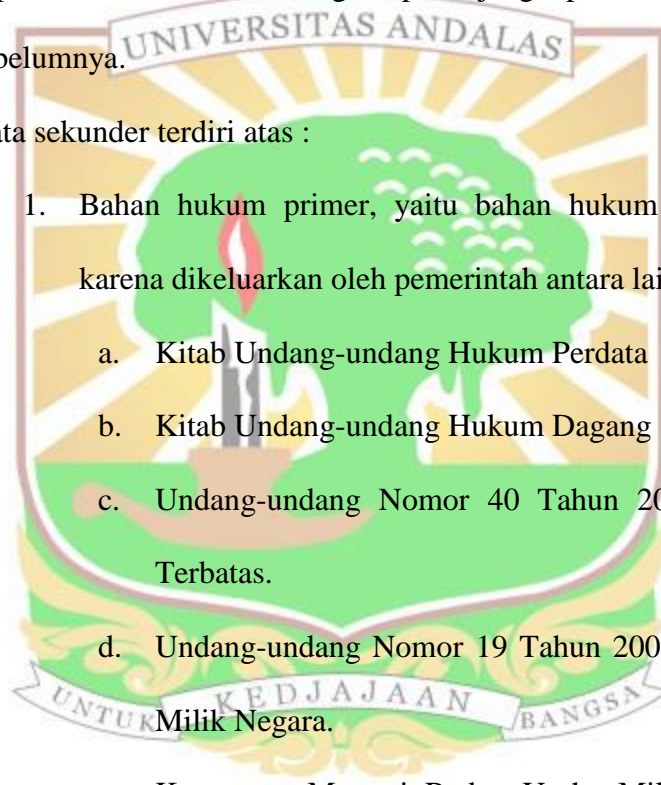 UNIVERSITAS ANDALAS
belumnya.
ata sekunder terdiri atas :
1. Bahan hukum primer, yaitu bahan hukum
karena dikeluarkan oleh pemerintah antara lai
a. Kitab Undang-undang Hukum Perdata
b. Kitab Undang-undang Hukum Dagang
c. Undang-undang Nomor 40 Tahun 20
Terbatas.
d. Undang-undang Nomor 19 Tahun 200
UNTUK KEDJAJAAN BANGSA
Milik Negara.